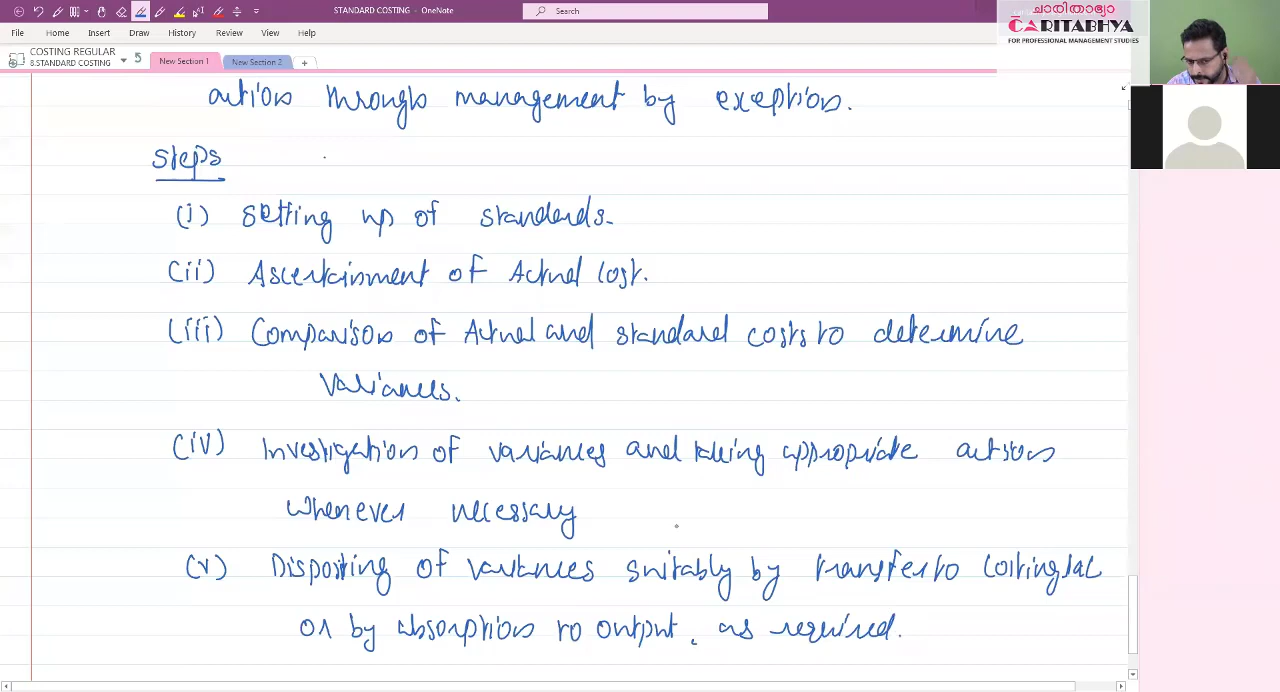 STANDARD COSTING - OneNote
Search
ചാരിതാഭ്യാ
CARITABHYA
FOR PROFESSIONAL MANAGEMENT STUDIES
File Home Insert Draw History Review View Help
COSTING REGULAR
8.STANDARD COSTING
New Section 1
New Section 2
action through management by exception.
Steps
(i) Setting up of standards.
(ii) Ascertainment of Actual Cost.
(iii) Comparison of Actual and standard costs to determine
Variances.
(iv) Investigation of variances and taking appropriate action
whenever necessary
(v) Disposing of variances suitably by transfer to Costing P&L
or by absorption to output, as required.